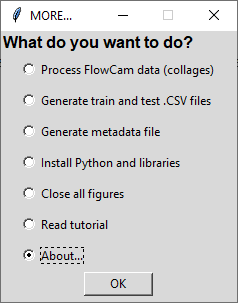 MORE...
What do you want to do?
Process FlowCam data (collages)
Generate train and test .CSV files
Generate metadata file
Install Python and libraries
Close all figures
Read tutorial
About...
OK